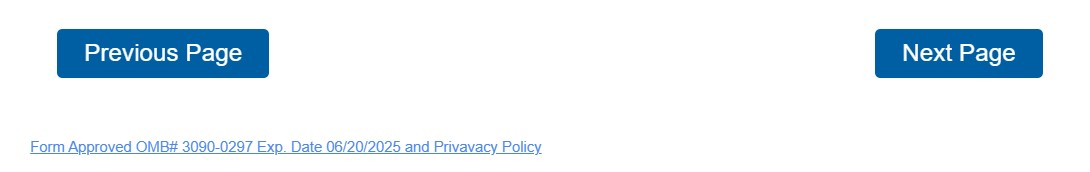 Previous Page
Next Page
Form Approved OMB# 3090-0297 Exp. Date 06/20/2025 and Privavacy Policy